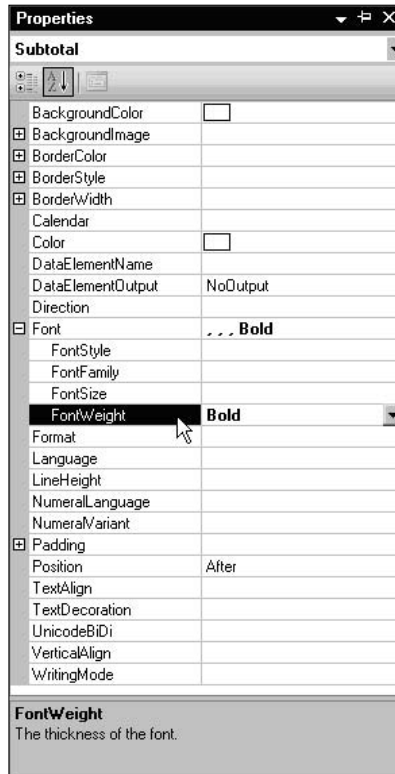 Properties
Subtotal
BackgroundColor
BackgroundImage
BorderColor
BorderStyle
BorderWidth
Calendar
Color
DataElementName
DataElementOutput NoOutput
Direction
Font , , , Bold
FontStyle
FontFamily
FontSize
FontWeight Bold
Format
Language
LineHeight
NumeralLanguage
NumeralVariant
Padding
Position After
TextAlign
TextDecoration
UnicodeBiDi
VerticalAlign
WritingMode
FontWeight
The thickness of the font.